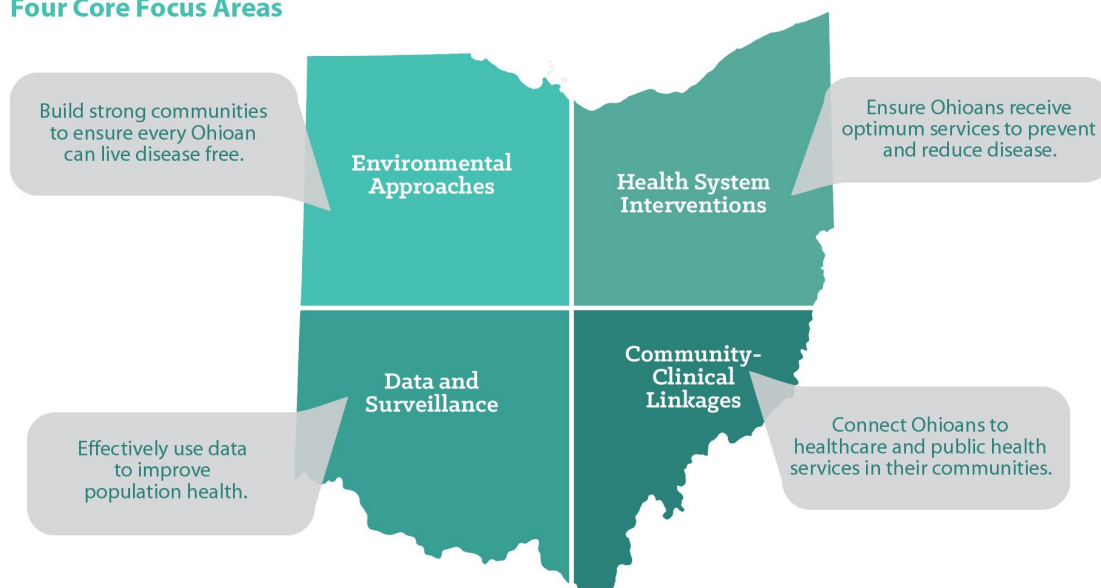 Four Core Focus Areas
Build strong communities
to ensure every Ohioan
can live disease free.
Environmental
Approaches
Health System
Interventions
Ensure Ohioans receive
optimum services to prevent
and reduce disease.
Data and
Surveillance
Effectively use data
to improve
population health.
Community-
Clinical
Linkages
Connect Ohioans to
healthcare and public health
services in their communities.